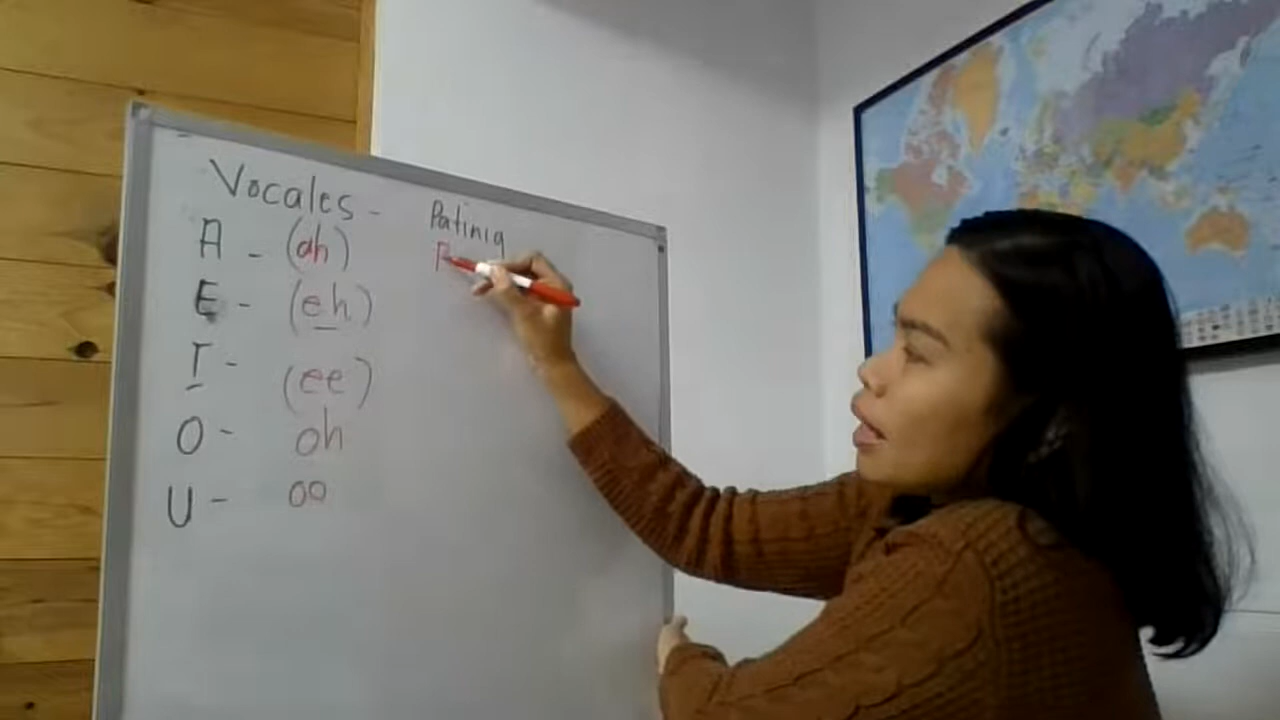 Vocales - Patinig
A - (ah)
E - (eh)
I - (ee)
O - oh
U - oo